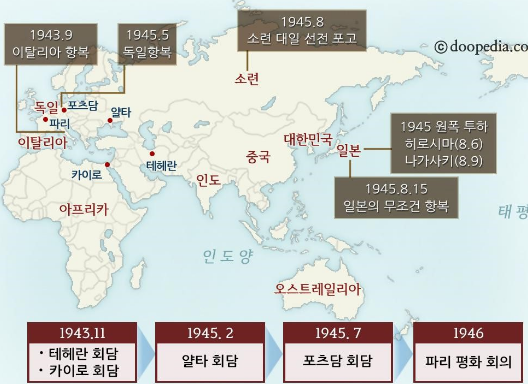 1943.9
이탈리아 항복
1945.5
독일항복
1945.8
소련 대일 선전 포고
ⓒ doopedia.co
소련
독일
포츠담
파리
얄타
이탈리아
대한민국
일본
1945 원폭 투하
히로시마(8.6)
나가사키(8.9)
중국
테헤란
카이로
인도
1945.8.15
일본의 무조건 항복
아프리카
태평
인도양
오스트레일리아
1943.11
· 테헤란 회담
· 카이로 회담
1945. 2
얄타 회담
1945. 7
포츠담 회담
1946
파리 평화 회의